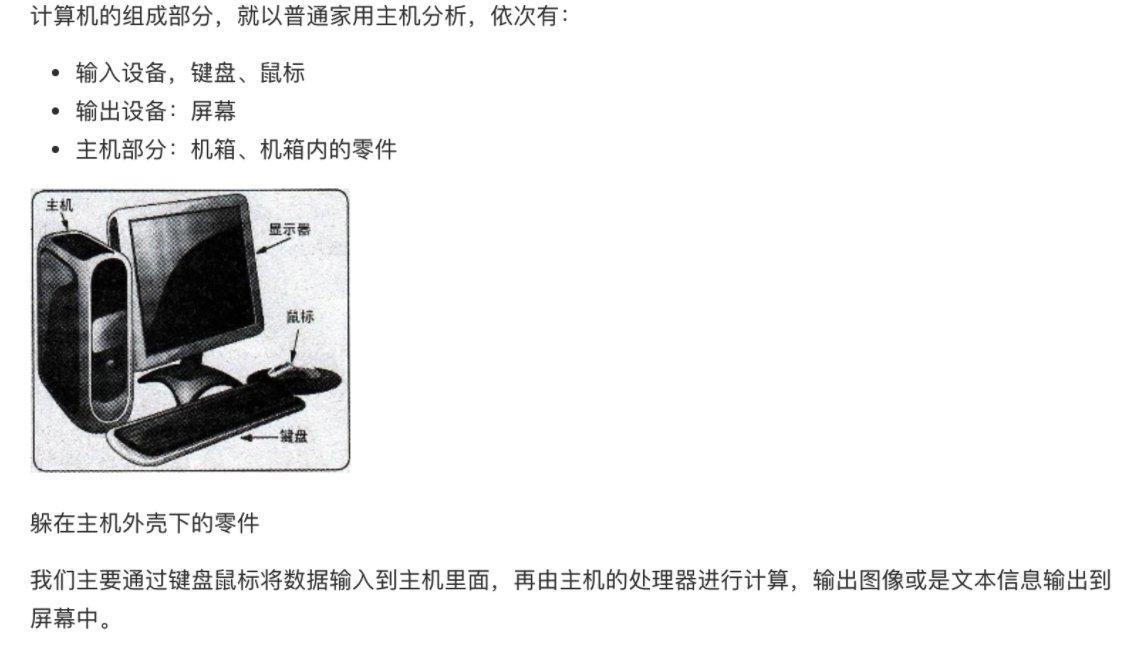 计算机的组成部分，就以普通家用主机分析，依次有：
输入设备，键盘、鼠标
输出设备：屏幕
主机部分：机箱、机箱内的零件
主机
显示器
鼠标
键盘
躲在主机外壳下的零件
我们主要通过键盘鼠标将数据输入到主机里面，再由主机的处理器进行计算，输出图像或是文本信息输出到
屏幕中。